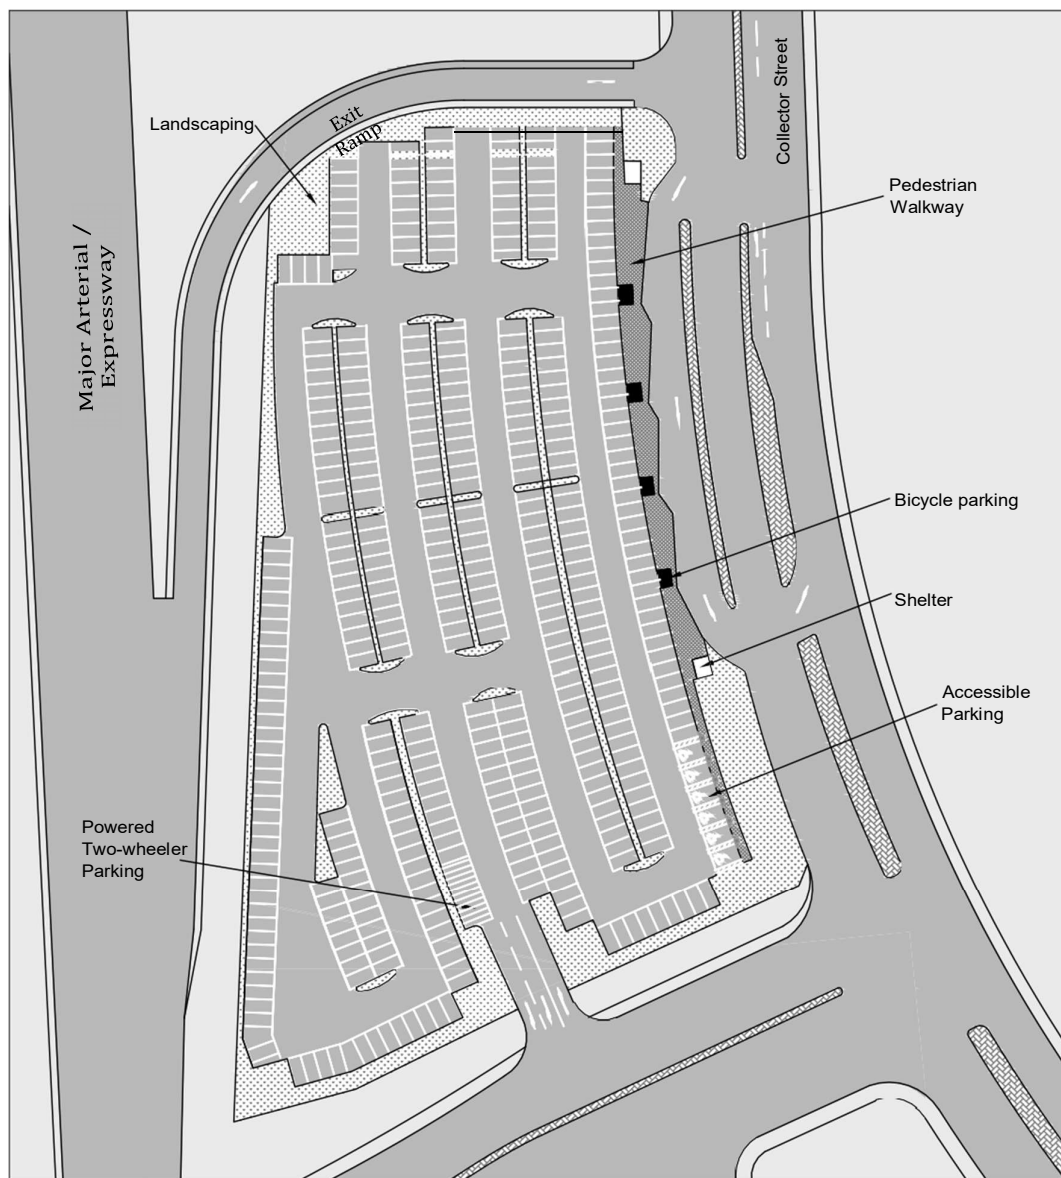 Landscaping
Exit
Ramp
Collector Street
Pedestrian
Walkway
Major Arterial /
Expressway
Bicycle parking
Shelter
Accessible
Parking
Powered
Two-wheeler
Parking